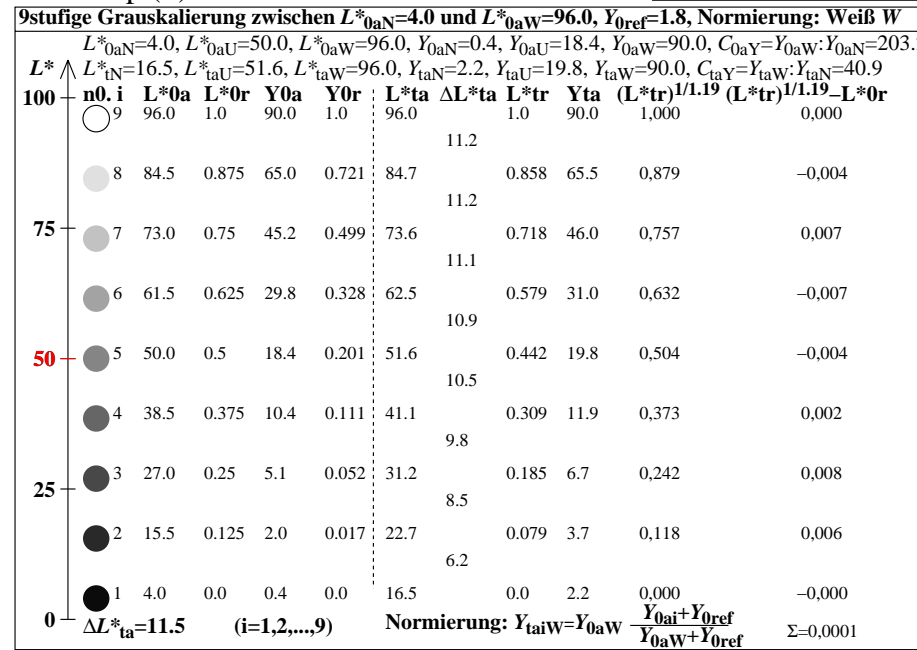 9stufige Grauskalierung zwischen L*0aN=4.0 und L*0aW=96.0, Y0ref=1.8, Normierung: Weiß W
L*0aN=4.0, L*0aU=50.0, L*0aW=96.0, Y0aN=0.4, Y0aU=18.4, Y0aW=90.0, C0aY=Y0aW:Y0aN=203.
L* L*tN=16.5, L*taU=51.6, L*taW=96.0, YtaN=2.2, YtaU=19.8, YtaW=90.0, CtaY=YtaW:YtaN=40.9
n0. i L*0a L*0r Y0a Y0r L*ta ΔL*ta L*tr Yta (L*tr)1/1.19 (L*tr)1/1.19–L*0r
100
9 96.0 1.0 90.0 1.0 96.0 1.0 90.0 1,000 0,000
11.2
8 84.5 0.875 65.0 0.721 84.7 0.858 65.5 0,879 −0,004
11.2
75
7 73.0 0.75 45.2 0.499 73.6 0.718 46.0 0,757 0,007
11.1
6 61.5 0.625 29.8 0.328 62.5 0.579 31.0 0,632 −0,007
10.9
50
5 50.0 0.5 18.4 0.201 51.6 0.442 19.8 0,504 −0,004
10.5
4 38.5 0.375 10.4 0.111 41.1 0.309 11.9 0,373 0,002
9.8
3 27.0 0.25 5.1 0.052 31.2 0.185 6.7 0,242 0,008
25
8.5
2 15.5 0.125 2.0 0.017 22.7 0.079 3.7 0,118 0,006
6.2
1 4.0 0.0 0.4 0.0 16.5 0.0 2.2 0,000 −0,000
0
ΔL*ta=11.5 (i=1,2,...,9) Normierung: YtaiW=Y0aW Y0ai+Y0ref
Y0aW+Y0ref Σ=0,0001